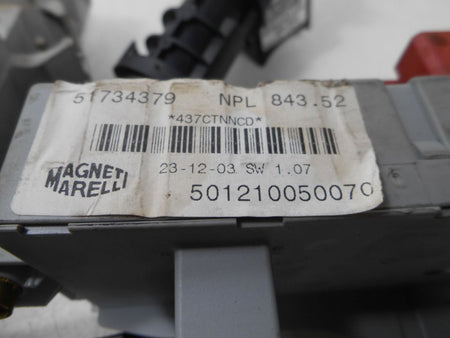 51734379 NPL 843.52
*437CTNNCD*
23-12-03 SW 1.07
MAGNETI
MARELLI
501210050070